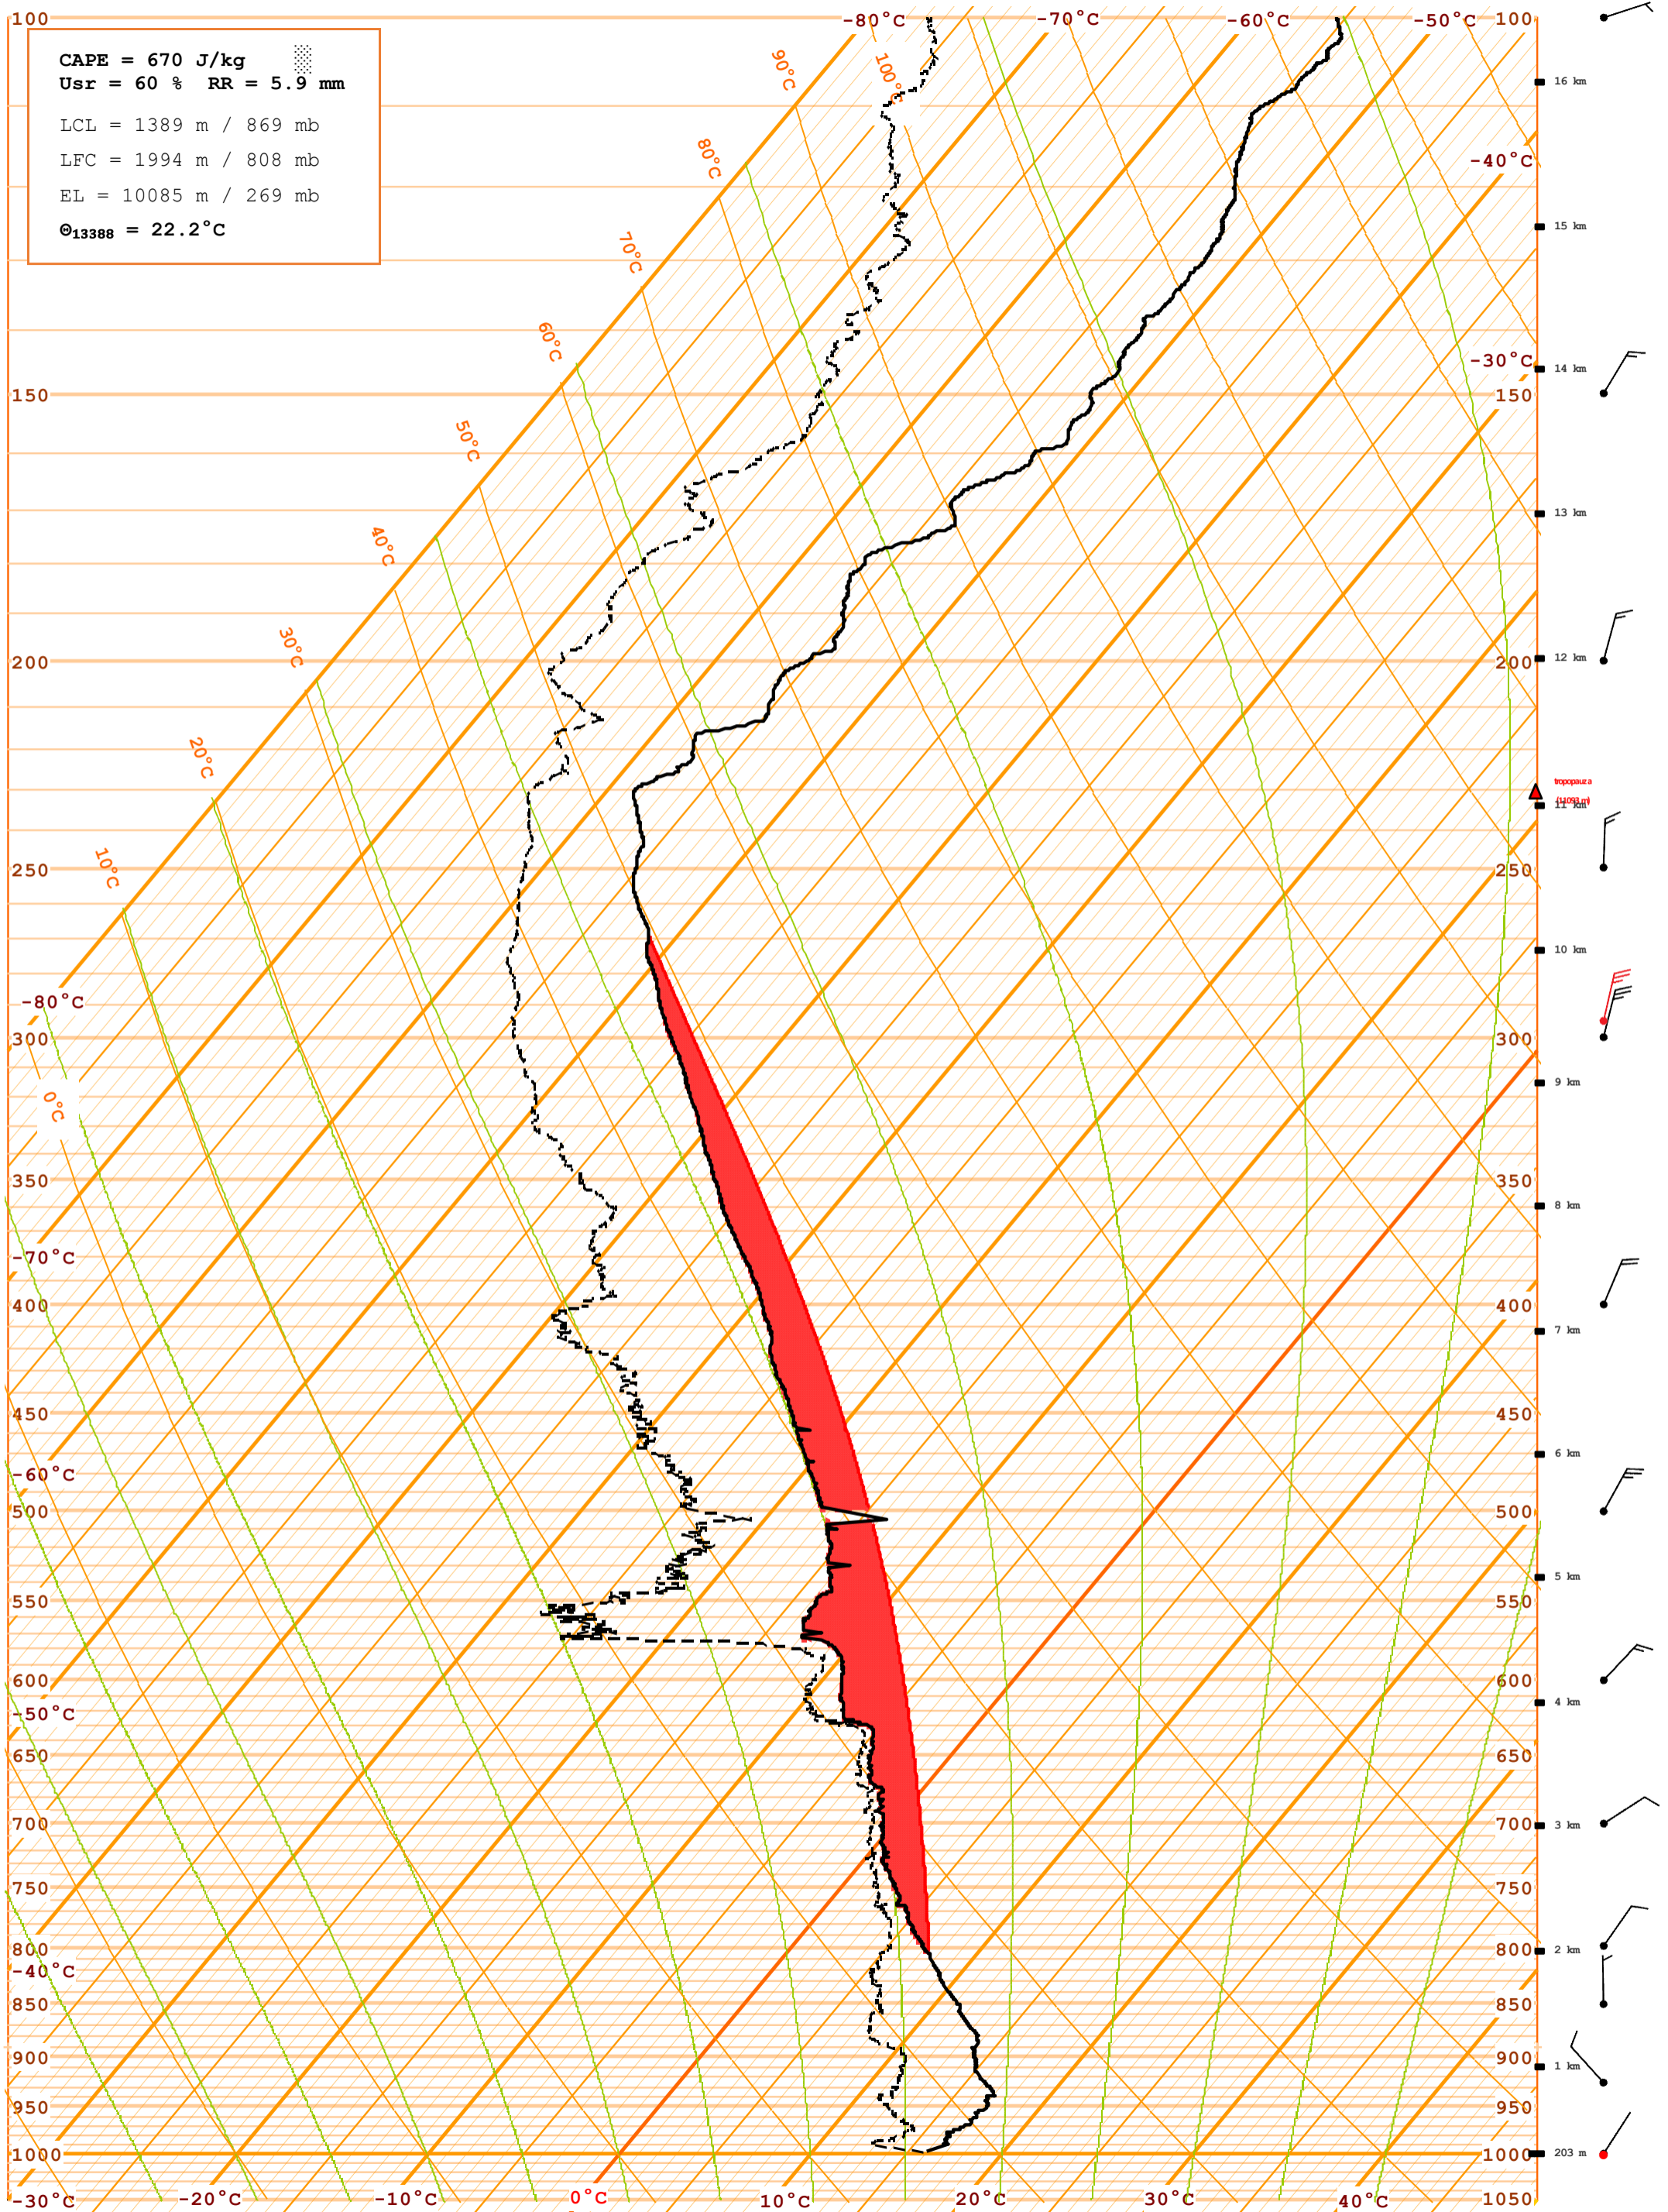 100 -80°C -70°C -60°C -50°C 100
CAPE = 670 J/kg
Usr = 60 % RR = 5.9 mm
LCL = 1389 m / 869 mb
LFC = 1994 m / 808 mb
EL = 10085 m / 269 mb
Θ13388 = 22.2°C
90°C 100°C
16 km
80°C -40°C
15 km
70°C
60°C -30°C 14 km
150 150
50°C
13 km
40°C
30°C
200 200 12 km
20°C
tropopauza
(11093 m)
11 km
10°C
250 250
10 km
-80°C
300 300
9 km
0°C
350 350
8 km
-70°C
400 400
7 km
450 450
6 km
-60°C
500 500
5 km
550 550
600 600
4 km
-50°C
650 650
700 700 3 km
750 750
800 800 2 km
-40°C
850 850
900 900
1 km
950 950
1000 1000 203 m
-30°C -20°C -10°C 0°C 10°C 20°C 30°C 40°C 1050